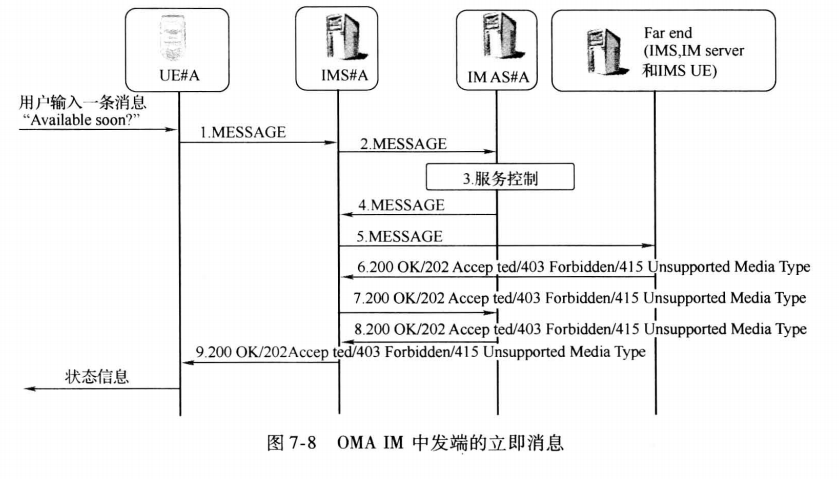 UE#A
IMS#A
IM AS#A
Far end
(IMS,IM server
和IMS UE)
用户输入一条消息
“Available soon?”
1.MESSAGE
2.MESSAGE
3.服务控制
4.MESSAGE
5.MESSAGE
6.200 OK/202 Accep ted/403 Forbidden/415 Unsupported Media Type
7.200 OK/202 Accep ted/403 Forbidden/415 Unsupported Media Type
8.200 OK/202 Accep ted/403 Forbidden/415 Unsupported Media Type
9.200 OK/202Accep ted/403 Forbidden/415 Unsupported Media Type
状态信息
图 7-8 OMA IM 中发端的立即消息